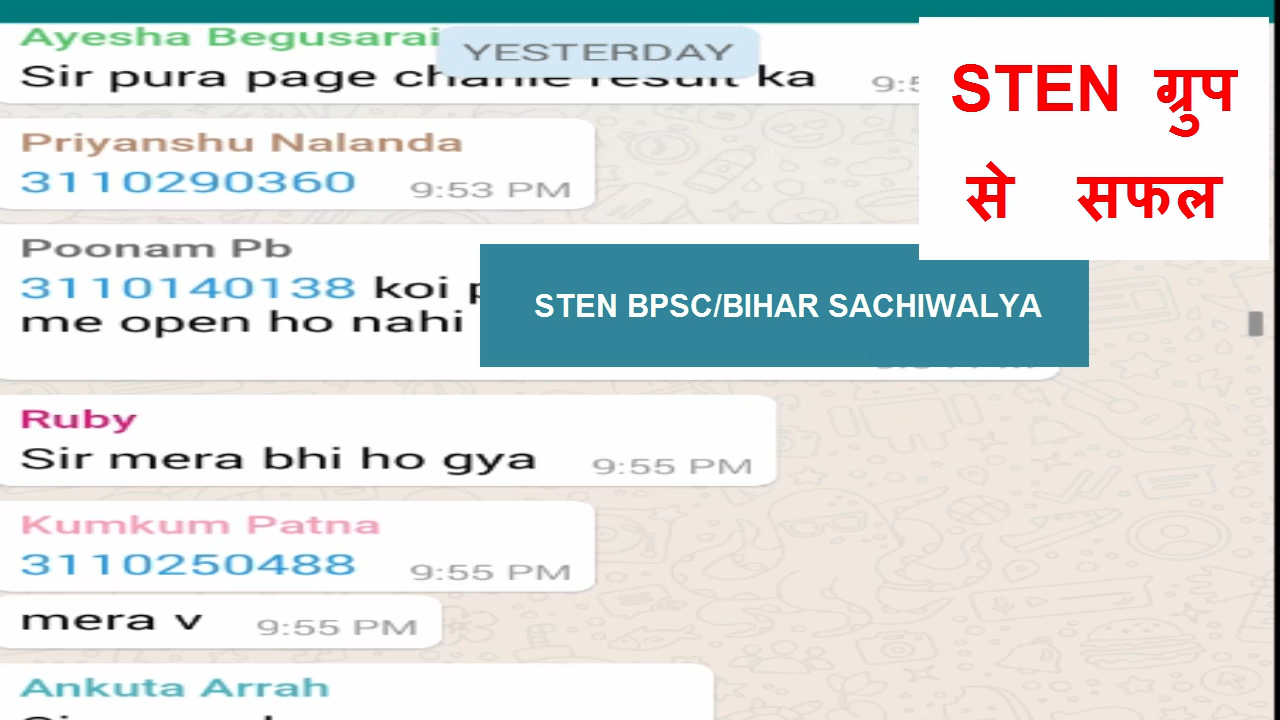 Ayesha Begusarai
YESTERDAY
Sir pura page chahie result ka
STEN ग्रुप
से सफल
Priyanshu Nalanda
3110290360 9:53 PM
Poonam Pb
3110140138 koi
me open ho nahi
STEN BPSC/BIHAR SACHIWALYA
Ruby
Sir mera bhi ho gya 9:55 PM
Kumkum Patna
3110250488 9:55 PM
mera v 9:55 PM
Ankuta Arrah